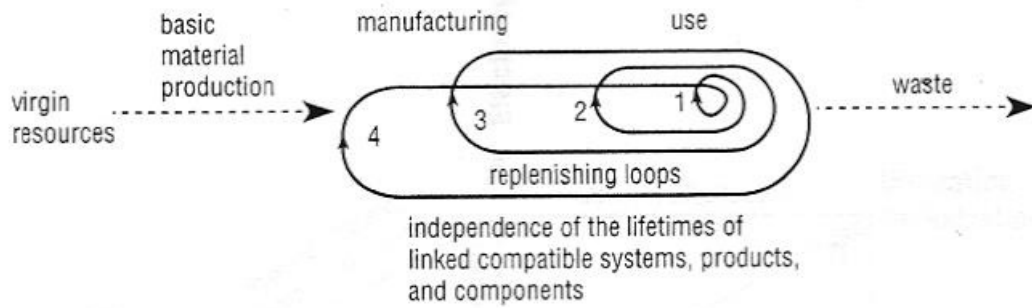 basic
material
production
manufacturing
use
virgin
resources
waste
4
3
2
1
replenishing loops
independence of the lifetimes of
linked compatible systems, products,
and components